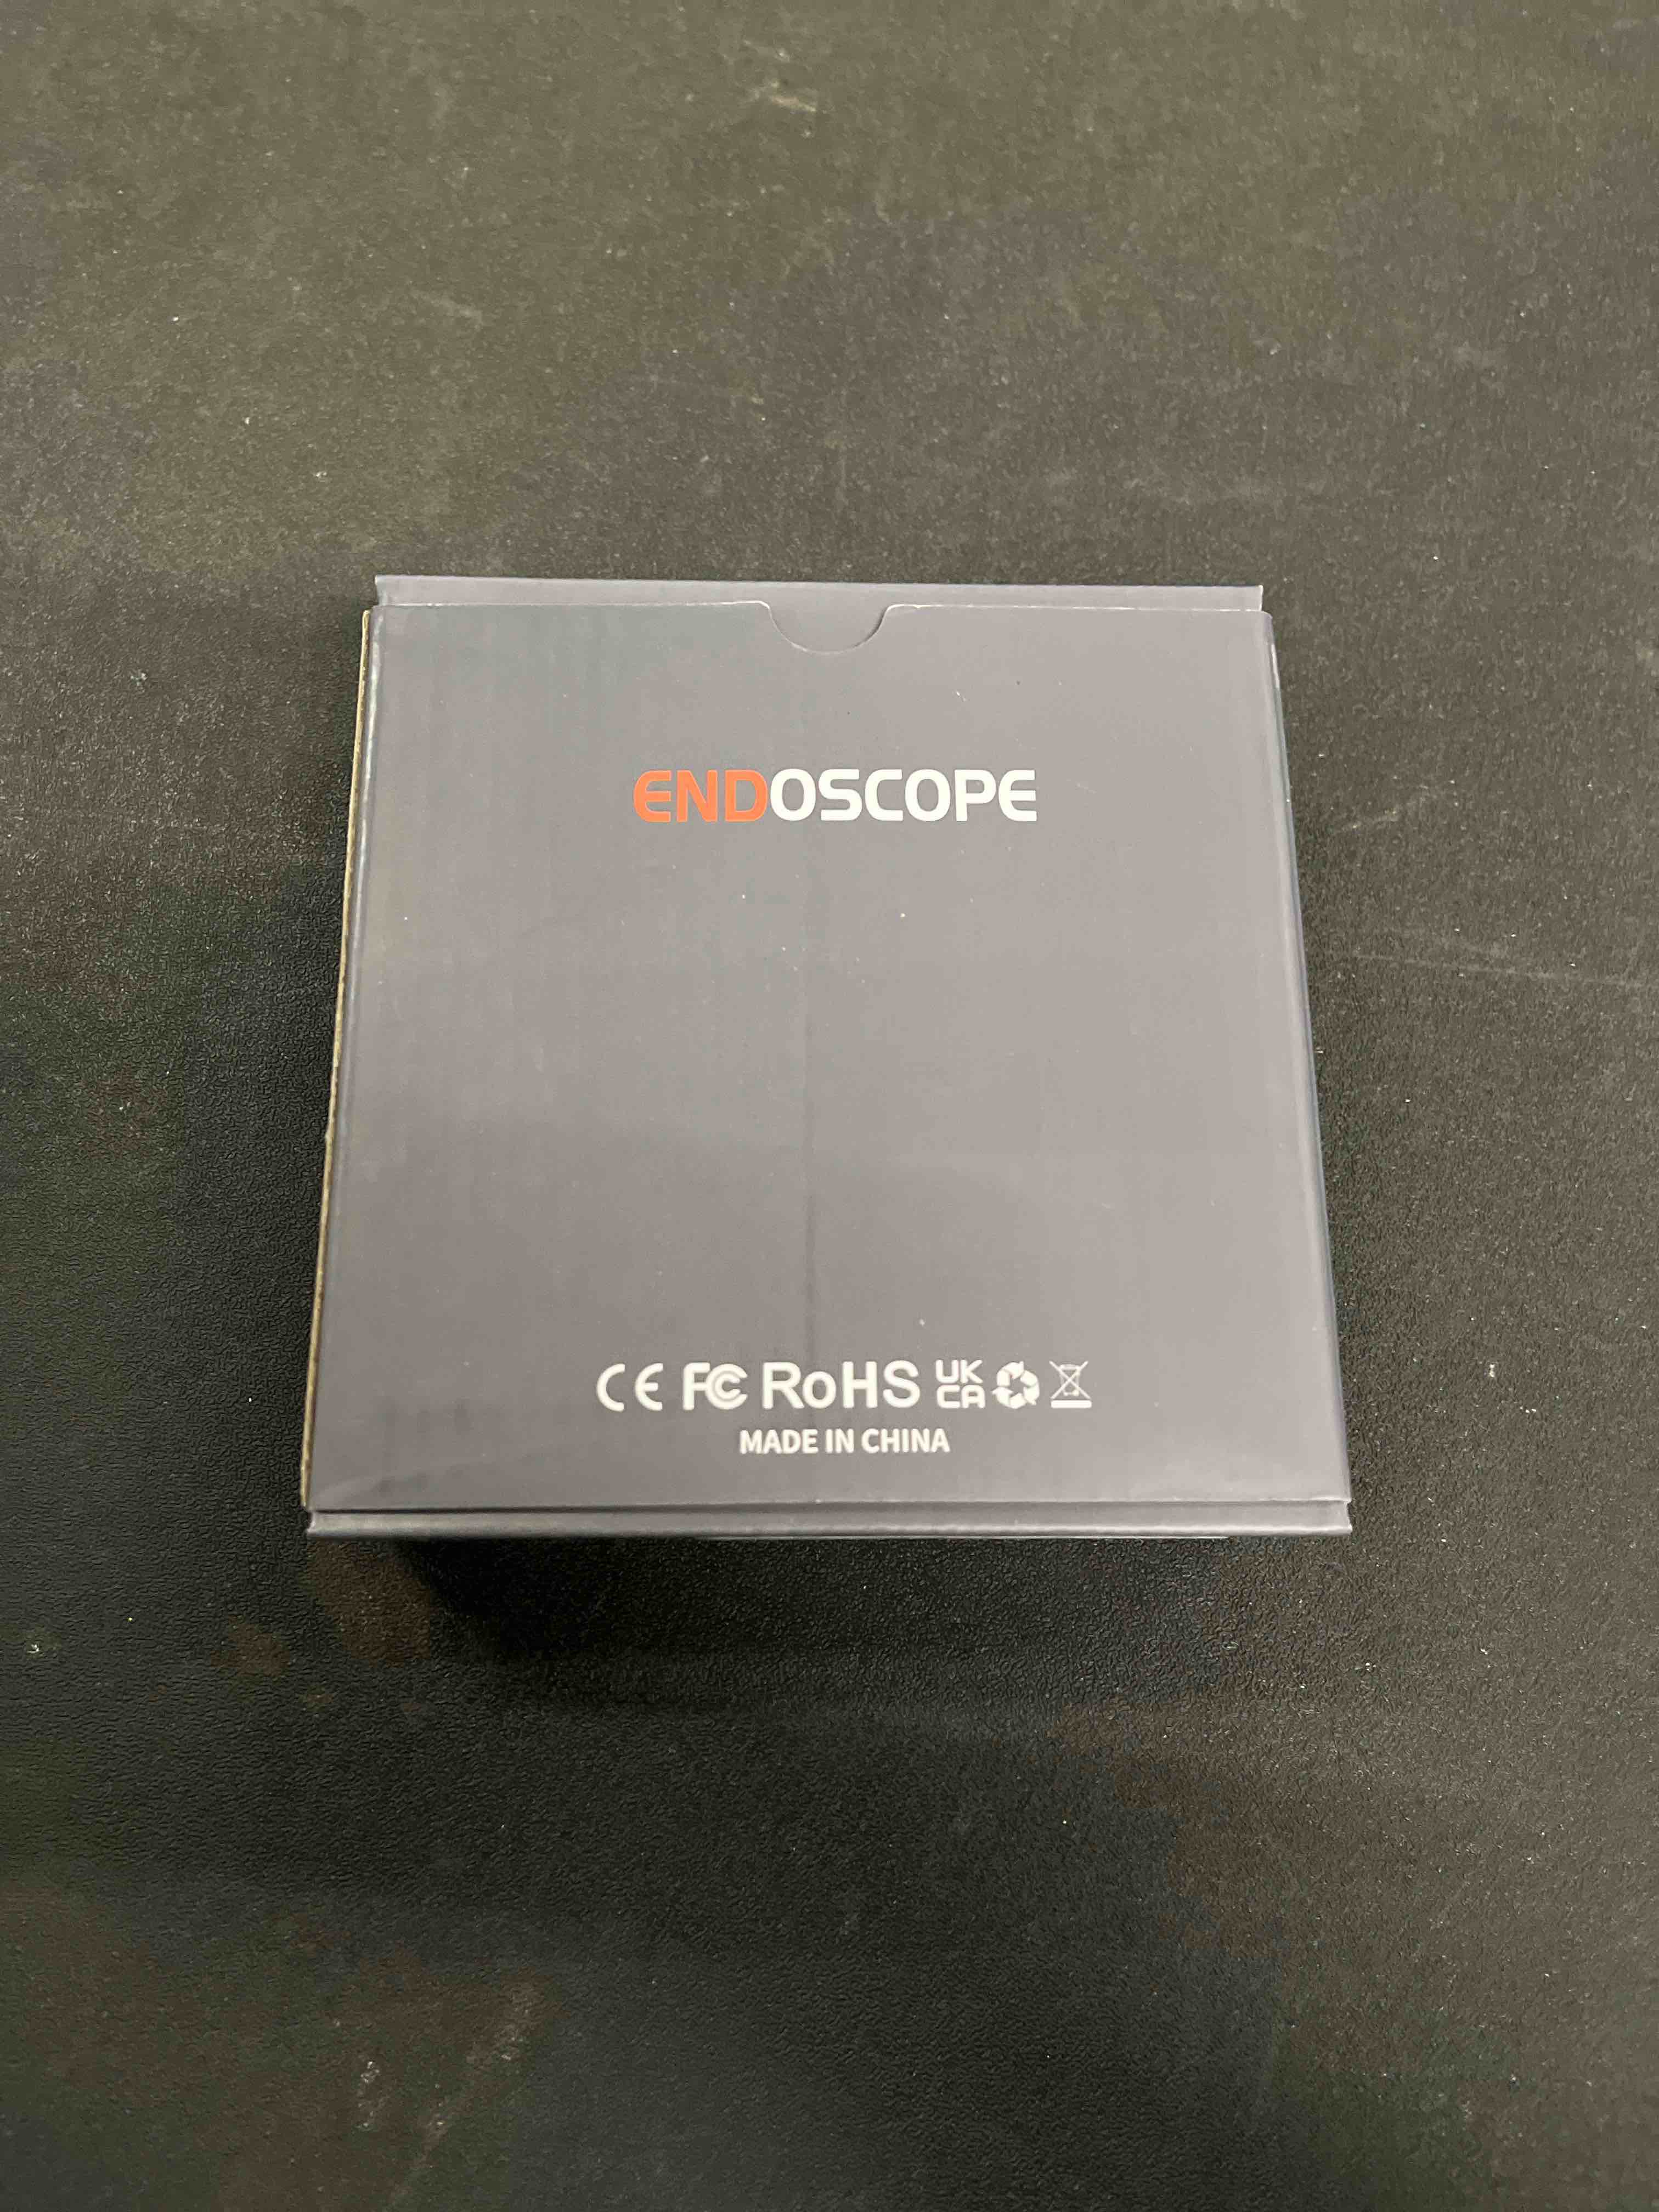 ENDOSCOPE
CE FC RoHS UK
CA
MADE IN CHINA